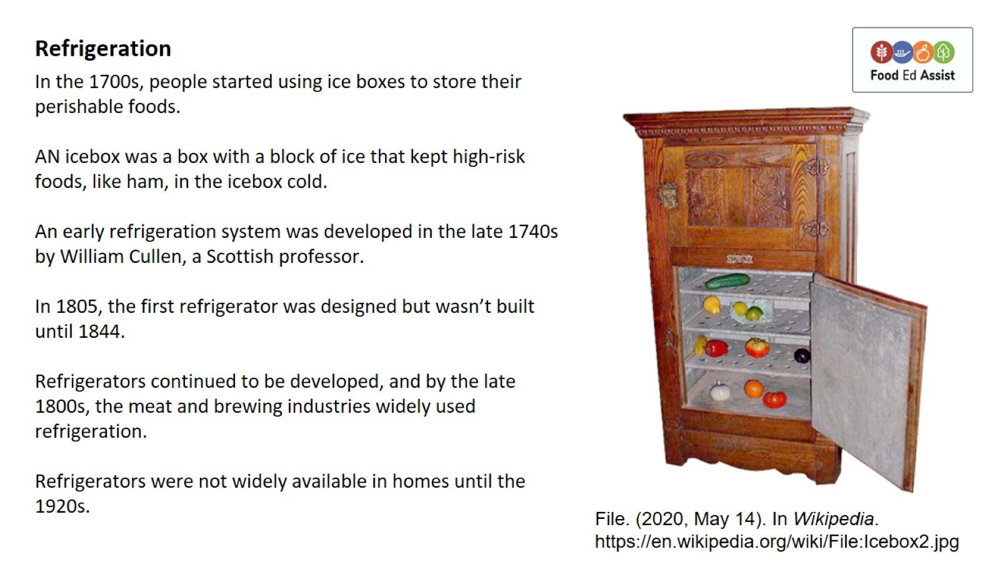 Refrigeration
In the 1700s, people started using ice boxes to store their
perishable foods.
AN icebox was a box with a block of ice that kept high-risk
foods, like ham, in the icebox cold.
An early refrigeration system was developed in the late 1740s
by William Cullen, a Scottish professor.
In 1805, the first refrigerator was designed but wasn’t built
until 1844.
Refrigerators continued to be developed, and by the late
1800s, the meat and brewing industries widely used
refrigeration.
Refrigerators were not widely available in homes until the
1920s.
Food Ed Assist
File. (2020, May 14). In Wikipedia.
https://en.wikipedia.org/wiki/File:Icebox2.jpg